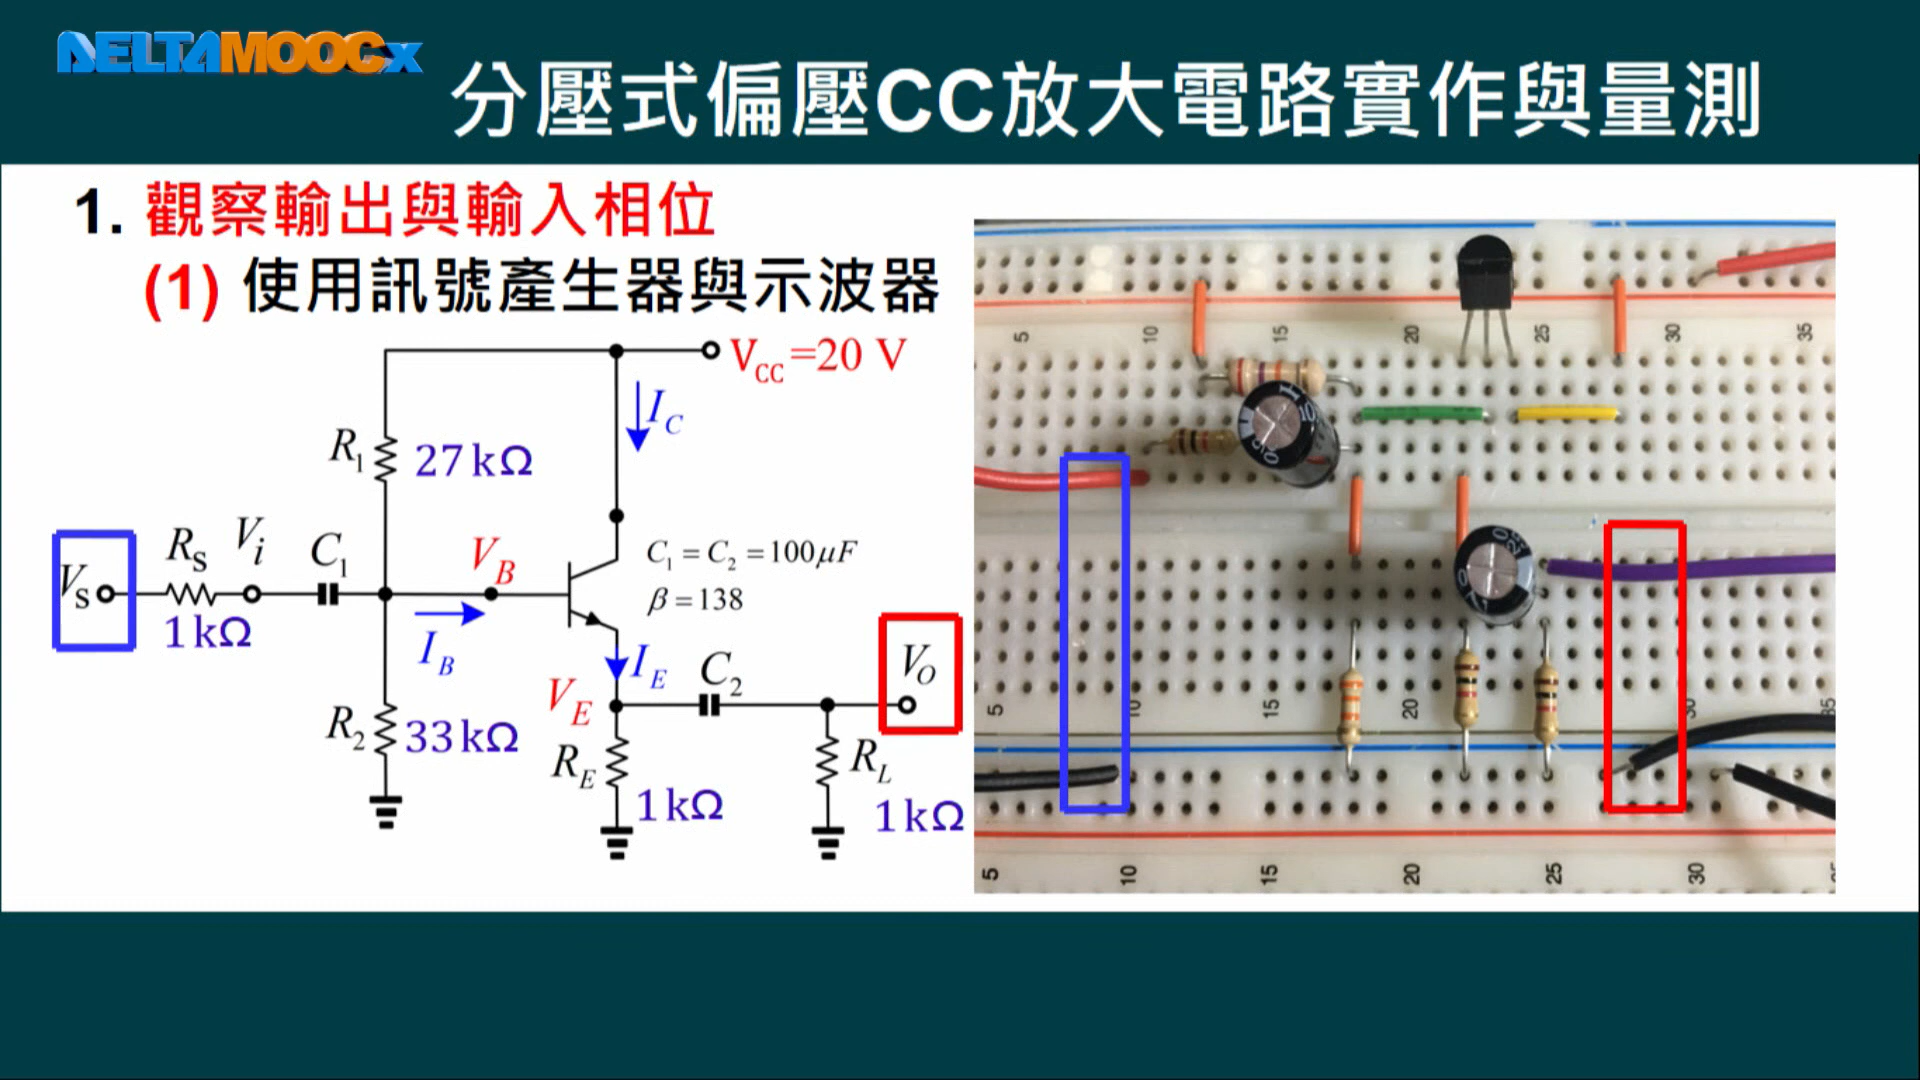 DELTAMOOCx
分壓式偏壓CC放大電路實作與量測
1. 觀察輸出與輸入相位
(1) 使用訊號產生器與示波器
VCC=20 V
IC
R1 27kΩ
VS
RS
Vi
C1
VB
C1 = C2 = 100μF
β = 138
1kΩ
IB
IE
C2
VO
VE
R2 33kΩ
RE
1kΩ
RL
1kΩ
5 10 15 20 25 30 35
5 10 15 20 30 35
5 10 15 20 25 30